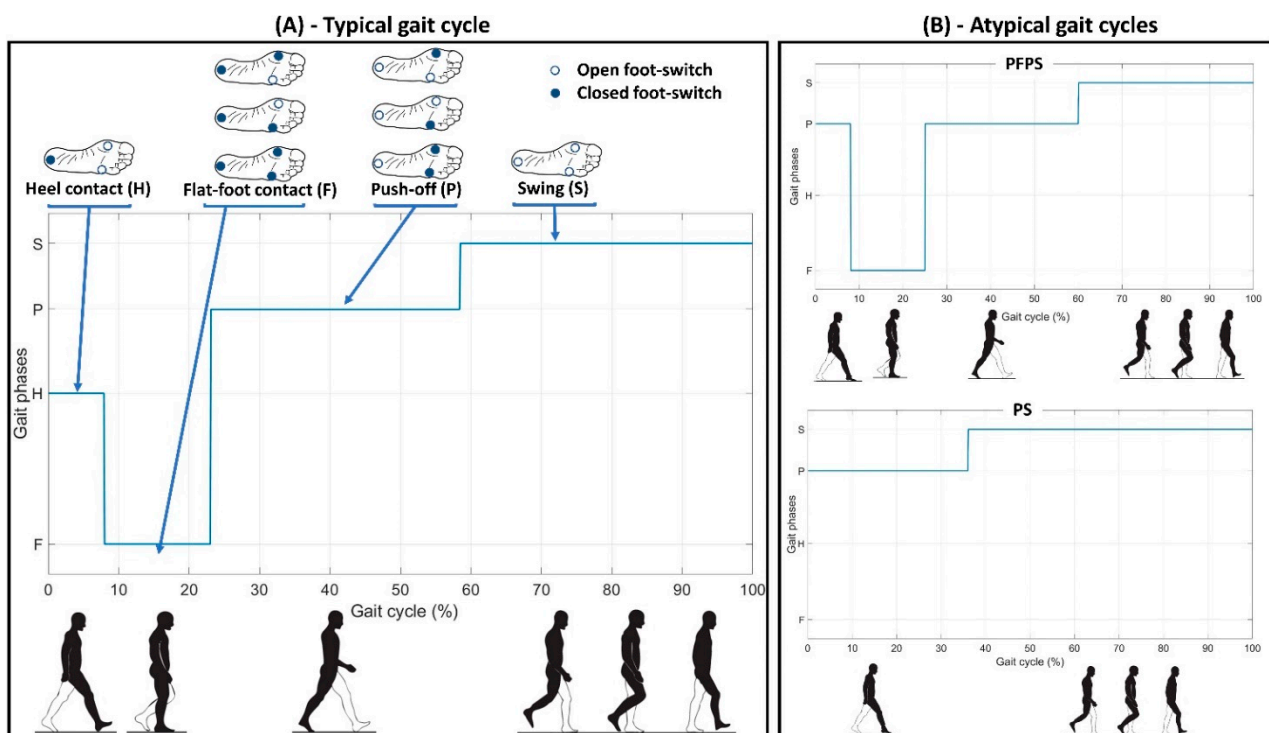 (A) - Typical gait cycle
Open foot-switch
Closed foot-switch
Heel contact (H)
Flat-foot contact (F)
Push-off (P)
Swing (S)
S
P
H
F
Gait phases
0 10 20 30 40 50 60 70 80 90 100
Gait cycle (%)
(B) - Atypical gait cycles
PFPS
S
P
H
F
Gait phases
0 10 20 30 40 50 60 70 80 90 100
Gait cycle (%)
PS
S
P
H
F
Gait phases
0 10 20 30 40 50 60 70 80 90 100
Gait cycle (%)